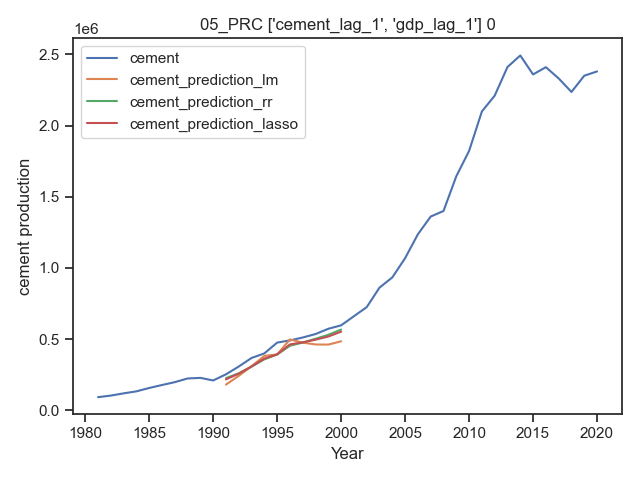 05_PRC ['cement_lag_1', 'gdp_lag_1'] 0
1e6
cement
cement_prediction_lm
cement_prediction_rr
cement_prediction_lasso
2.5
2.0
1.5
1.0
0.5
0.0
cement production
1980 1985 1990 1995 2000 2005 2010 2015 2020
Year